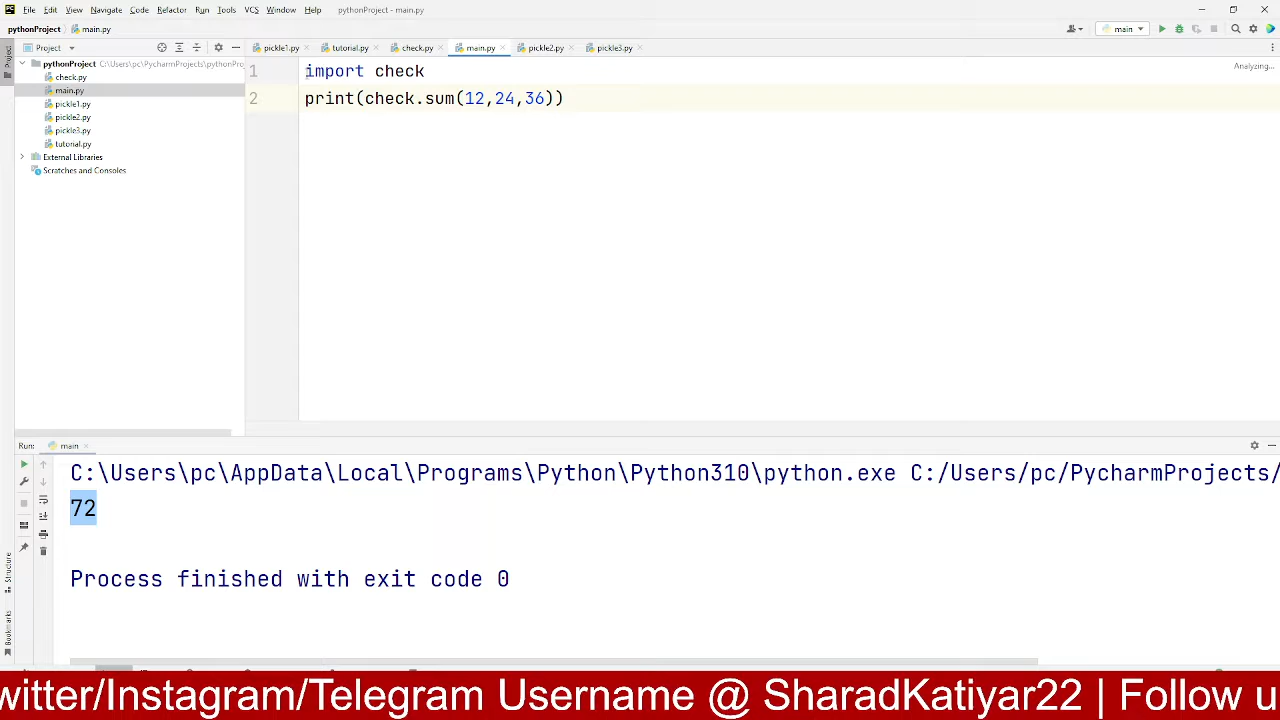 File Edit View Navigate Code Refactor Run Tools VCS Window Help pythonProject - main.py
pythonProject main.py main
Project pickle1.py tutorial.py check.py main.py pickle2.py pickle3.py
Project
pythonProject C:\Users\pc\PycharmProjects\pythonPro
check.py
main.py
pickle1.py
pickle2.py
pickle3.py
tutorial.py
External Libraries
Scratches and Consoles
1 import check
Analyzing...
2 print(check.sum(12,24,36))
Run: main
C:\Users\pc\AppData\Local\Programs\Python\Python310\python.exe C:/Users/pc/PycharmProjects/
72
Process finished with exit code 0
Structure
Bookmarks
witter/Instagram/Telegram Username @ SharadKatiyar22 | Follow u